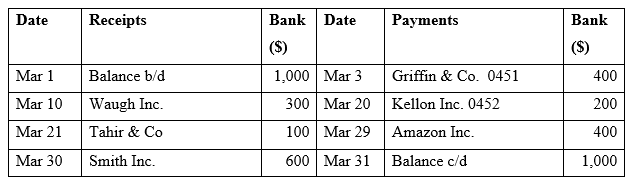 Date Receipts Bank ($) Date Payments Bank ($)
Mar 1 Balance b/d 1,000 Mar 3 Griffin & Co. 0451 400
Mar 10 Waugh Inc. 300 Mar 20 Kellon Inc. 0452 200
Mar 21 Tahir & Co 100 Mar 29 Amazon Inc. 400
Mar 30 Smith Inc. 600 Mar 31 Balance c/d 1,000